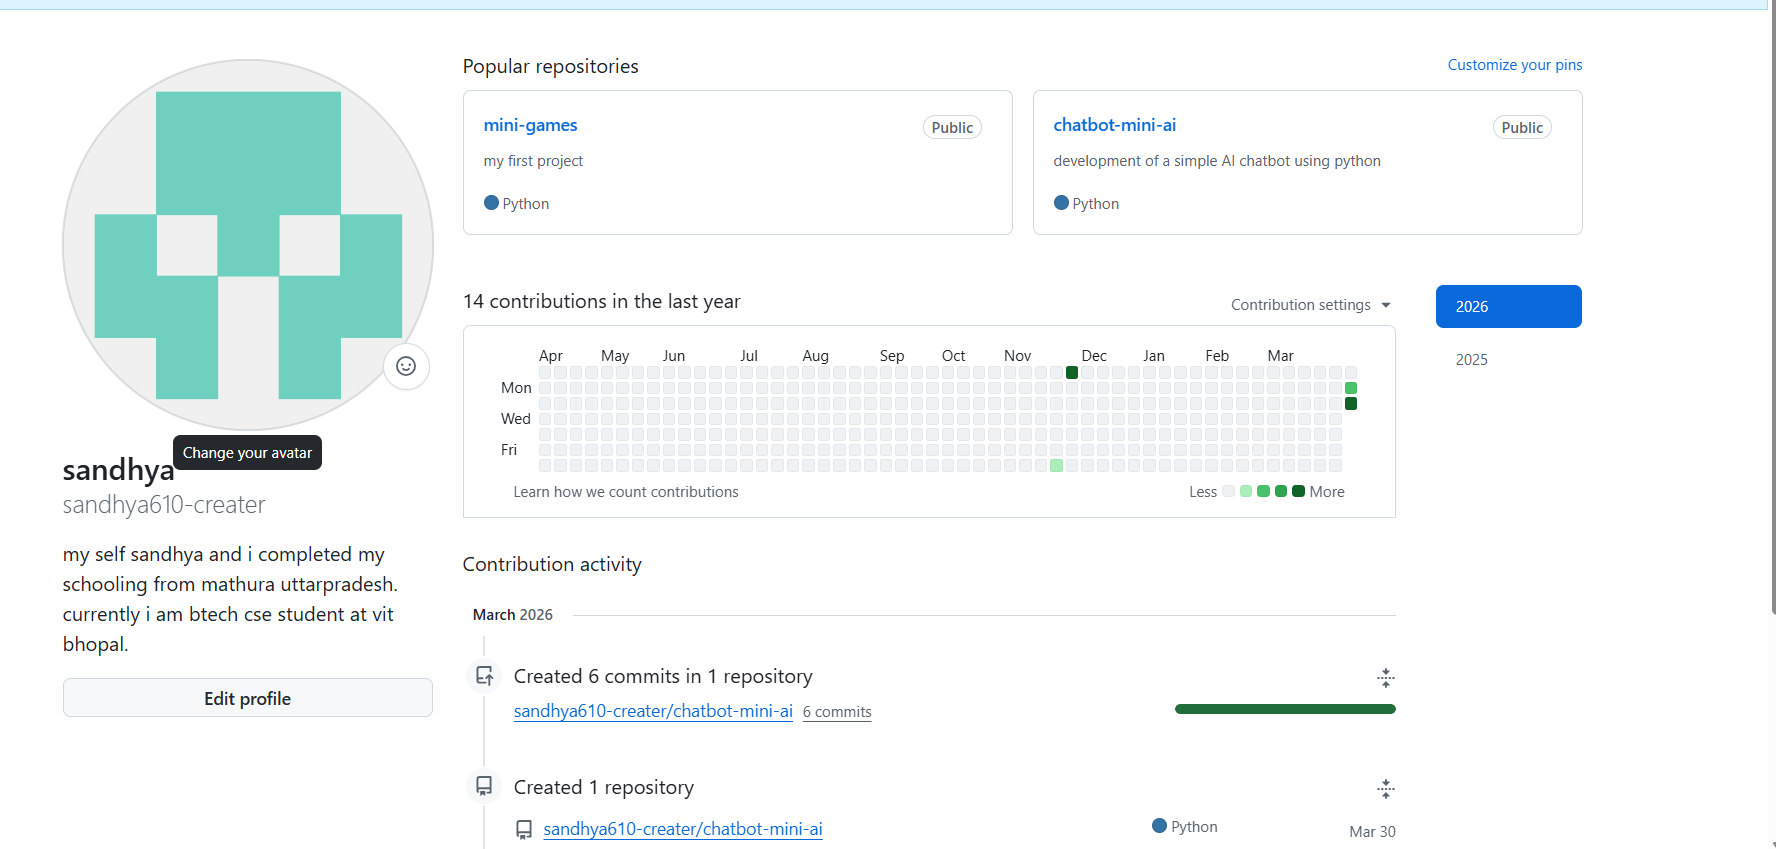 Change your avatar
sandhya
sandhya610-creater
my self sandhya and i completed my
schooling from mathura uttarpradesh.
currently i am btech cse student at vit
bhopal.
Edit profile
Popular repositories
Customize your pins
mini-games
Public
my first project
Python
chatbot-mini-ai
Public
development of a simple AI chatbot using python
Python
14 contributions in the last year
Contribution settings
2026
2025
Apr May Jun Jul Aug Sep Oct Nov Dec Jan Feb Mar
Mon
Wed
Fri
Learn how we count contributions
Less More
Contribution activity
March 2026
Created 6 commits in 1 repository
sandhya610-creater/chatbot-mini-ai 6 commits
Created 1 repository
sandhya610-creater/chatbot-mini-ai Python Mar 30